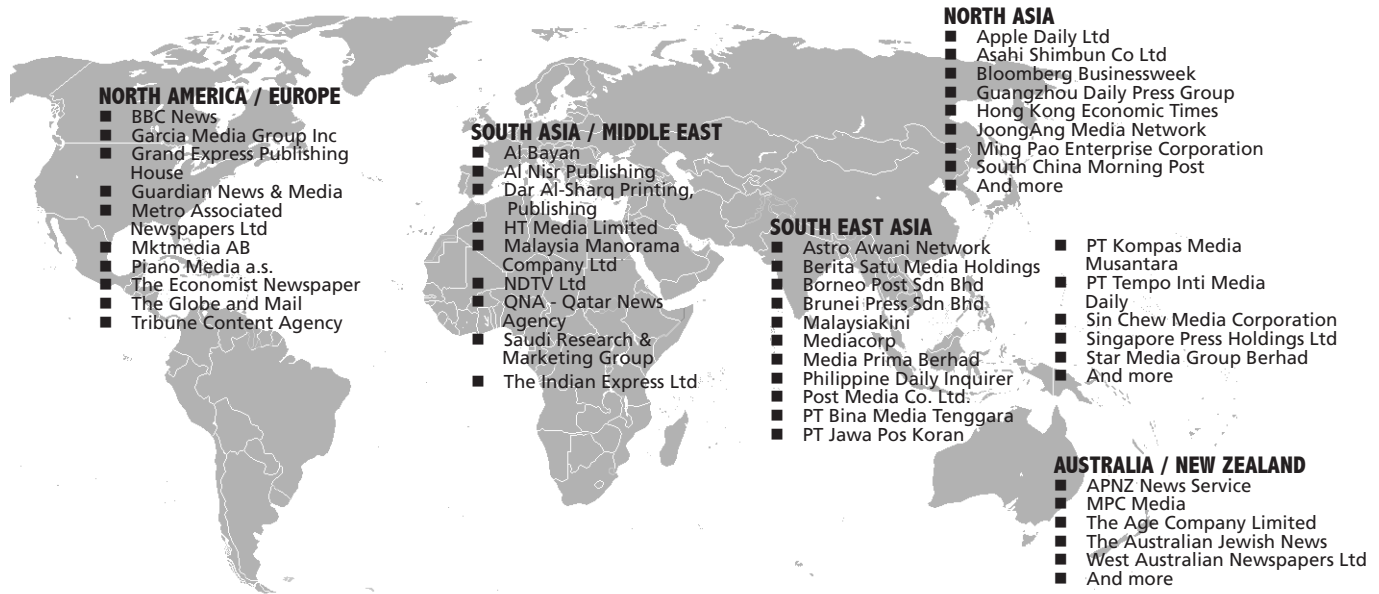 NORTH AMERICA / EUROPE
■ BBC News
■ Garcia Media Group Inc
■ Grand Express Publishing
House
■ Guardian News & Media
■ Metro Associated
Newspapers Ltd
■ Mktmedia AB
■ Piano Media a.s.
■ The Economist Newspaper
■ The Globe and Mail
■ Tribune Content Agency
SOUTH ASIA / MIDDLE EAST
■ Al Bayan
■ Al Nisr Publishing
■ Dar Al-Sharq Printing,
Publishing
■ HT Media Limited
■ Malaysia Manorama
Company Ltd
■ NDTV Ltd
■ QNA - Qatar News
Agency
■ Saudi Research &
Marketing Group
■ The Indian Express Ltd
NORTH ASIA
■ Apple Daily Ltd
■ Asahi Shimbun Co Ltd
■ Bloomberg Businessweek
■ Guangzhou Daily Press Group
■ Hong Kong Economic Times
■ JoongAng Media Network
■ Ming Pao Enterprise Corporation
■ South China Morning Post
■ And more
SOUTH EAST ASIA
■ Astro Awani Network
■ Berita Satu Media Holdings
■ Borneo Post Sdn Bhd
■ Brunei Press Sdn Bhd
■ Malaysiakini
■ Mediacorp
■ Media Prima Berhad
■ Philippine Daily Inquirer
■ Post Media Co. Ltd.
■ PT Bina Media Tenggara
■ PT Jawa Pos Koran
■ PT Kompas Media
Musantara
■ PT Tempo Inti Media
Daily
■ Sin Chew Media Corporation
■ Singapore Press Holdings Ltd
■ Star Media Group Berhad
■ And more
AUSTRALIA / NEW ZEALAND
■ APNZ News Service
■ MPC Media
■ The Age Company Limited
■ The Australian Jewish News
■ West Australian Newspapers Ltd
■ And more